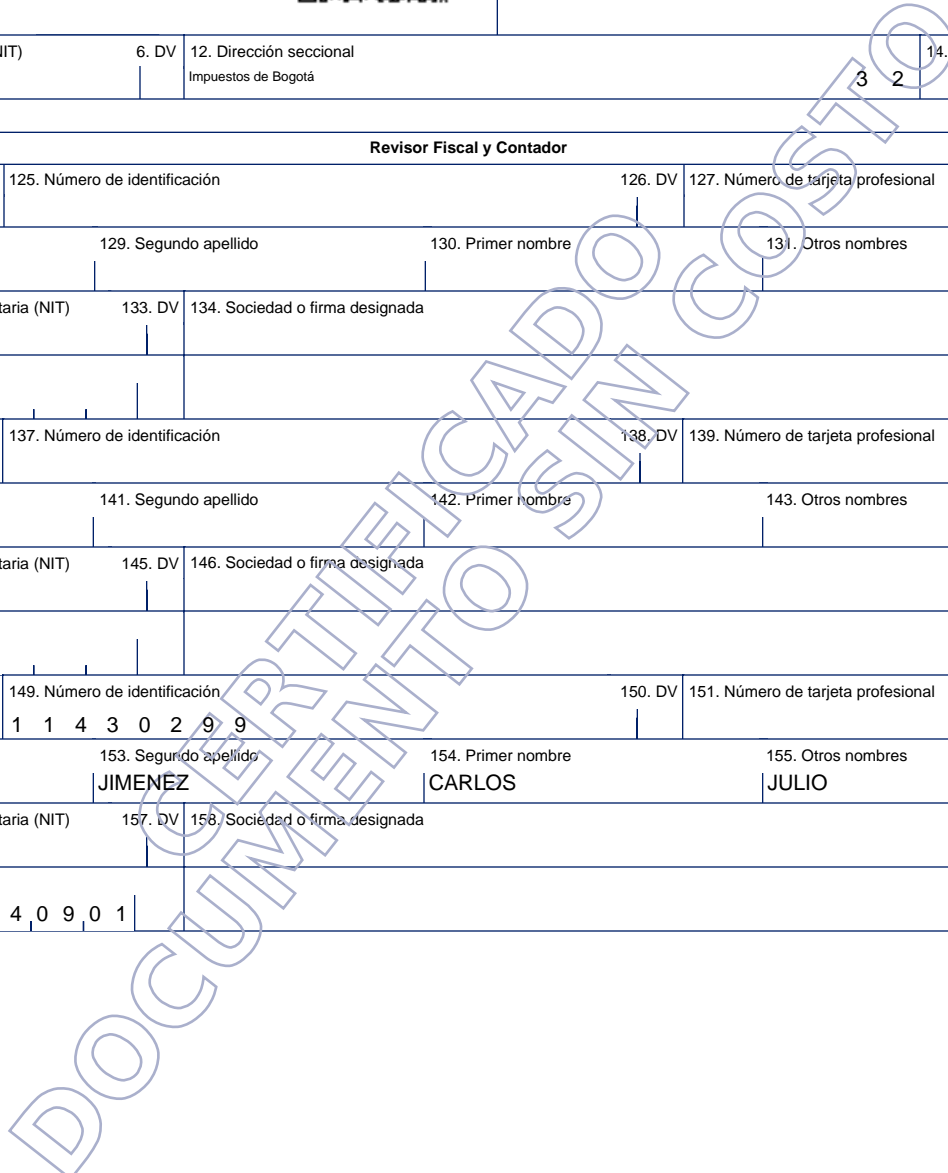 6. DV 12. Dirección seccional 14.
Impuestos de Bogotá 3 2
Revisor Fiscal y Contador
125. Número de identificación 126. DV 127. Número de tarjeta profesional
129. Segundo apellido 130. Primer nombre 131. Otros nombres
(NIT) 133. DV 134. Sociedad o firma designada
137. Número de identificación 138. DV 139. Número de tarjeta profesional
141. Segundo apellido 142. Primer nombre 143. Otros nombres
(NIT) 145. DV 146. Sociedad o firma designada
149. Número de identificación 150. DV 151. Número de tarjeta profesional
1 1 4 3 0 2 9 9
153. Segundo apellido 154. Primer nombre 155. Otros nombres
JIMENEZ CARLOS JULIO
(NIT) 157. DV 158. Sociedad o firma designada
4 0 9 0 1
CERTIFICADO
DOCUMENTO SIN COSTO